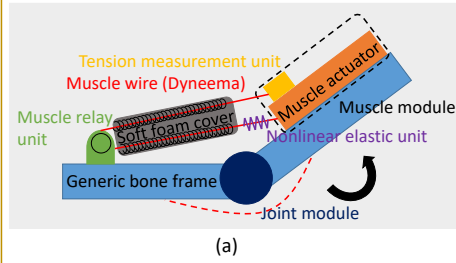 Tension measurement unit
Muscle wire (Dyneema)
Muscle actuator
Muscle module
Muscle relay
unit
Soft foam cover
Nonlinear elastic unit
Generic bone frame
Joint module
(a)